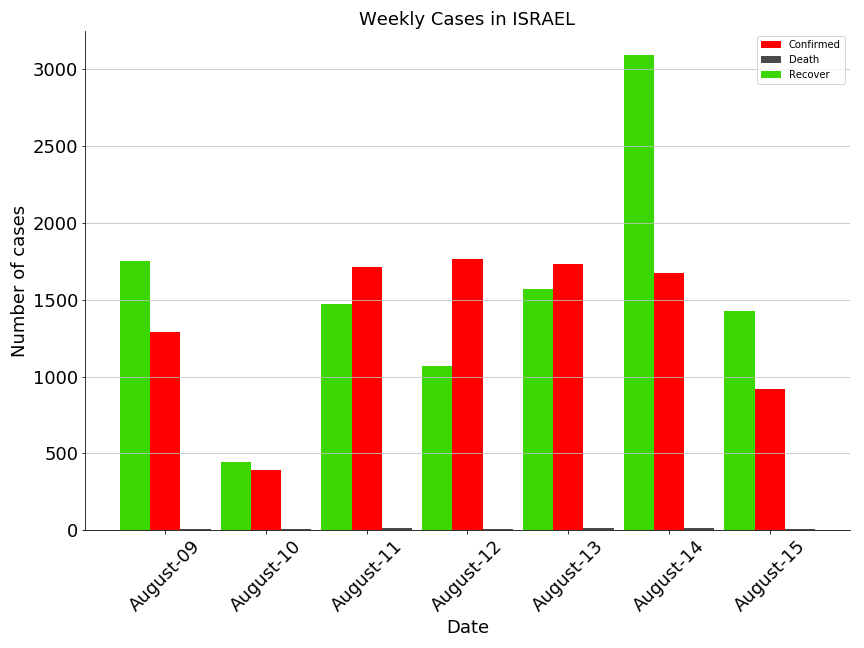 Weekly Cases in ISRAEL
Confirmed
Death
Recover
Number of cases
3000
2500
2000
1500
1000
500
0
August-09
August-10
August-11
August-12
August-13
August-14
August-15
Date